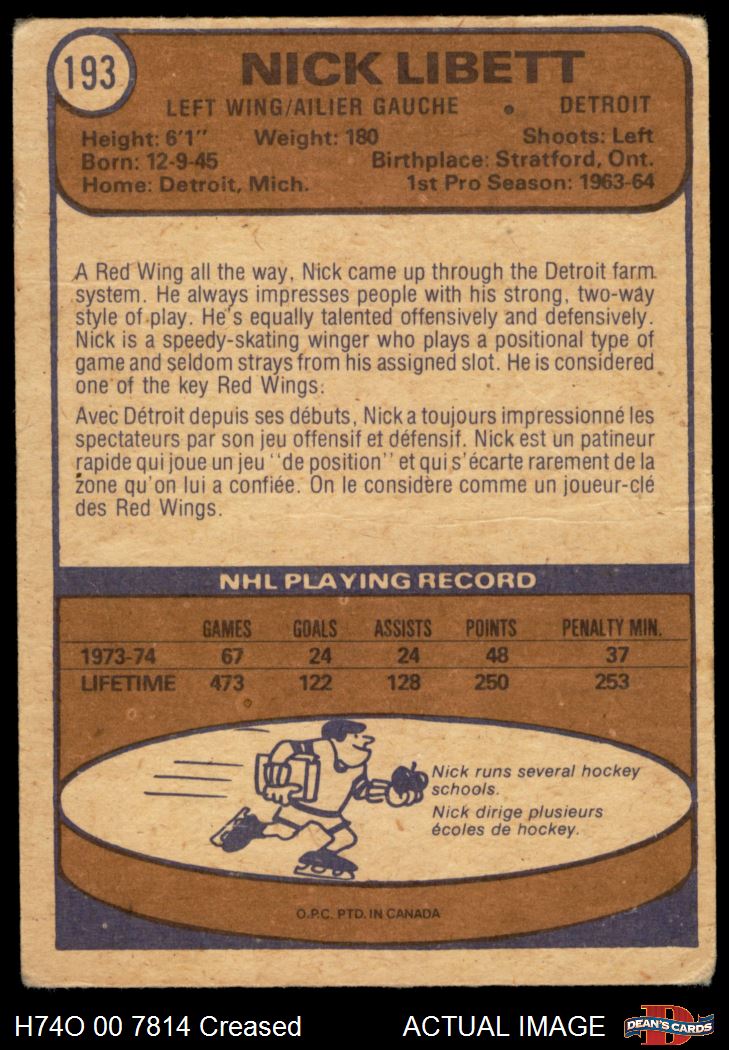 193
NICK LIBETT
LEFT WING/AILIER GAUCHE • DETROIT
Height: 6'1" Weight: 180 Shoots: Left
Born: 12-9-45 Birthplace: Stratford, Ont.
Home: Detroit, Mich. 1st Pro Season: 1963-64
A Red Wing all the way, Nick came up through the Detroit farm
system. He always impresses people with his strong, two-way
style of play. He's equally talented offensively and defensively.
Nick is a speedy-skating winger who plays a positional type of
game and seldom strays from his assigned slot. He is considered
one of the key Red Wings.
Avec Détroit depuis ses débuts, Nick a toujours impressionné les
spectateurs par son jeu offensif et défensif. Nick est un patineur
rapide qui joue un jeu ''de position'' et qui s'écarte rarement de la
zone qu'on lui a confiée. On le considère comme un joueur-clé
des Red Wings.
NHL PLAYING RECORD
GAMES GOALS ASSISTS POINTS PENALTY MIN.
1973-74 67 24 24 48 37
LIFETIME 473 122 128 250 253
Nick runs several hockey
schools.
Nick dirige plusieurs
écoles de hockey.
O.P.C. PTD. IN CANADA
H74O 00 7814 Creased ACTUAL IMAGE
D
DEAN'S CARDS